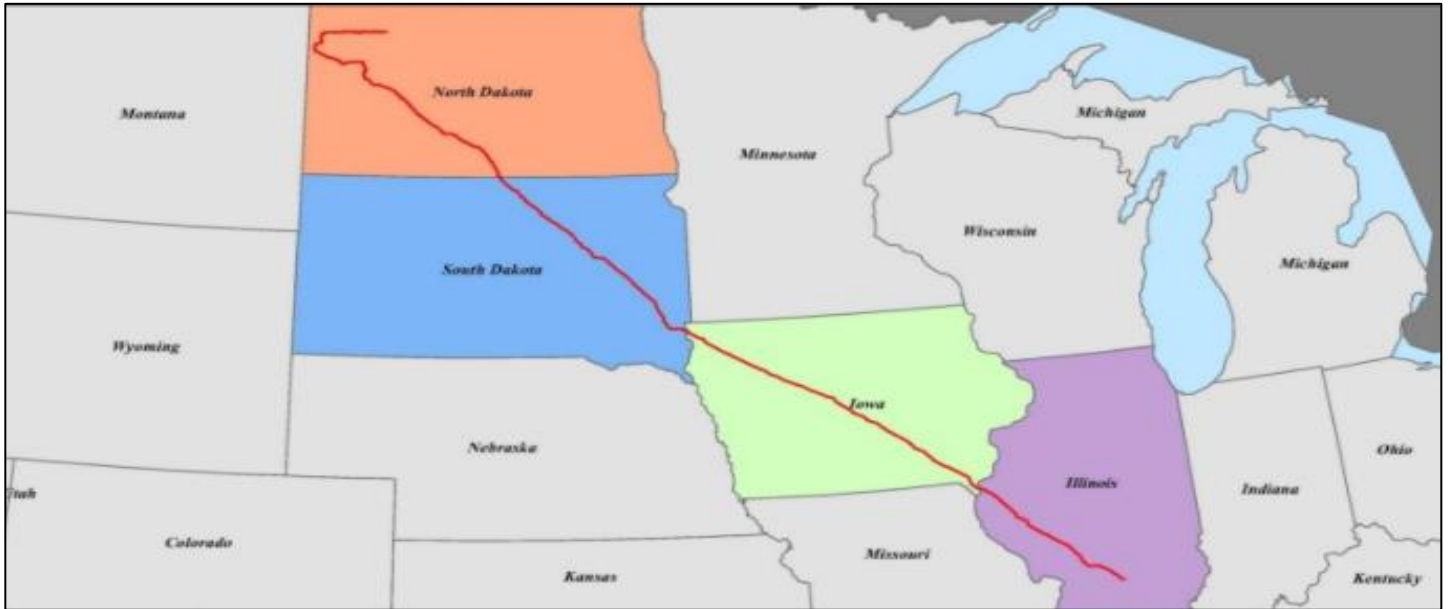 North Dakota
Montana
Michigan
Minnesota
Wisconsin
Michigan
South Dakota
Wyoming
Iowa
Nebraska
Ohio
Illinois
Indiana
Utah
Colorado
Missouri
Kansas
Kentucky